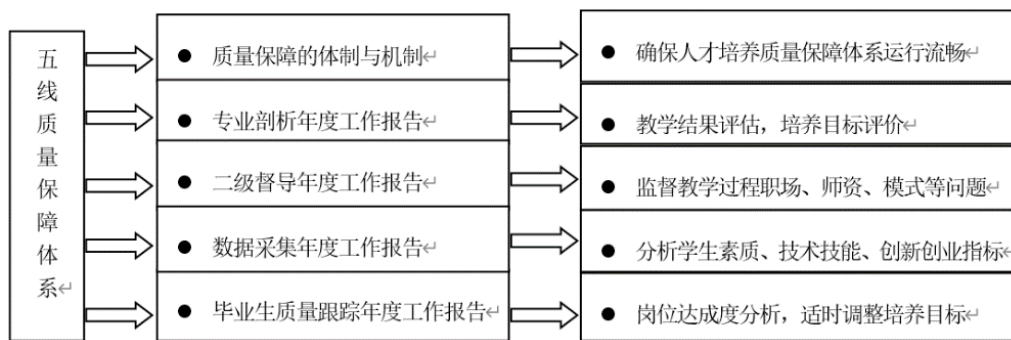 五线质量保障体系
质量保障的体制与机制
确保人才培养质量保障体系运行流畅
专业剖析年度工作报告
教学结果评估，培养目标评价
二级督导年度工作报告
监督教学过程职场、师资、模式等问题
数据采集年度工作报告
分析学生素质、技术技能、创新创业指标
毕业生质量跟踪年度工作报告
岗位达成度分析，适时调整培养目标